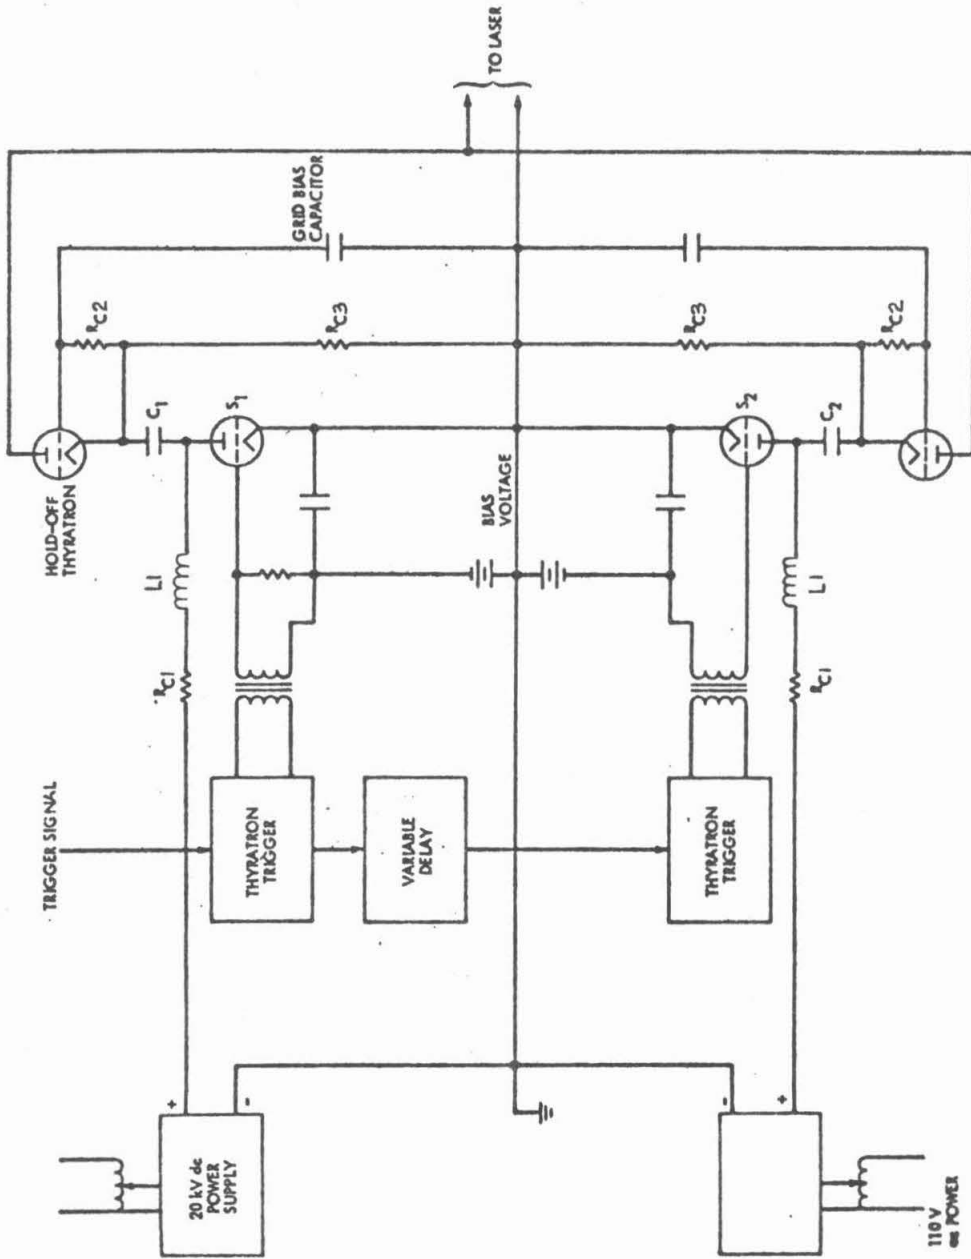 TRIGGER SIGNAL
HOLD-OFF
THYRATRON
GRID BIAS
CAPACITOR
TO LASER
RC2
C1
RC3
S1
L1
RC1
THYRATRON
TRIGGER
VARIABLE
DELAY
BIAS
VOLTAGE
20 kV dc
POWER
SUPPLY
+
-
-
+
THYRATRON
TRIGGER
S2
RC3
RC2
C2
L1
RC1
110 V
ac POWER